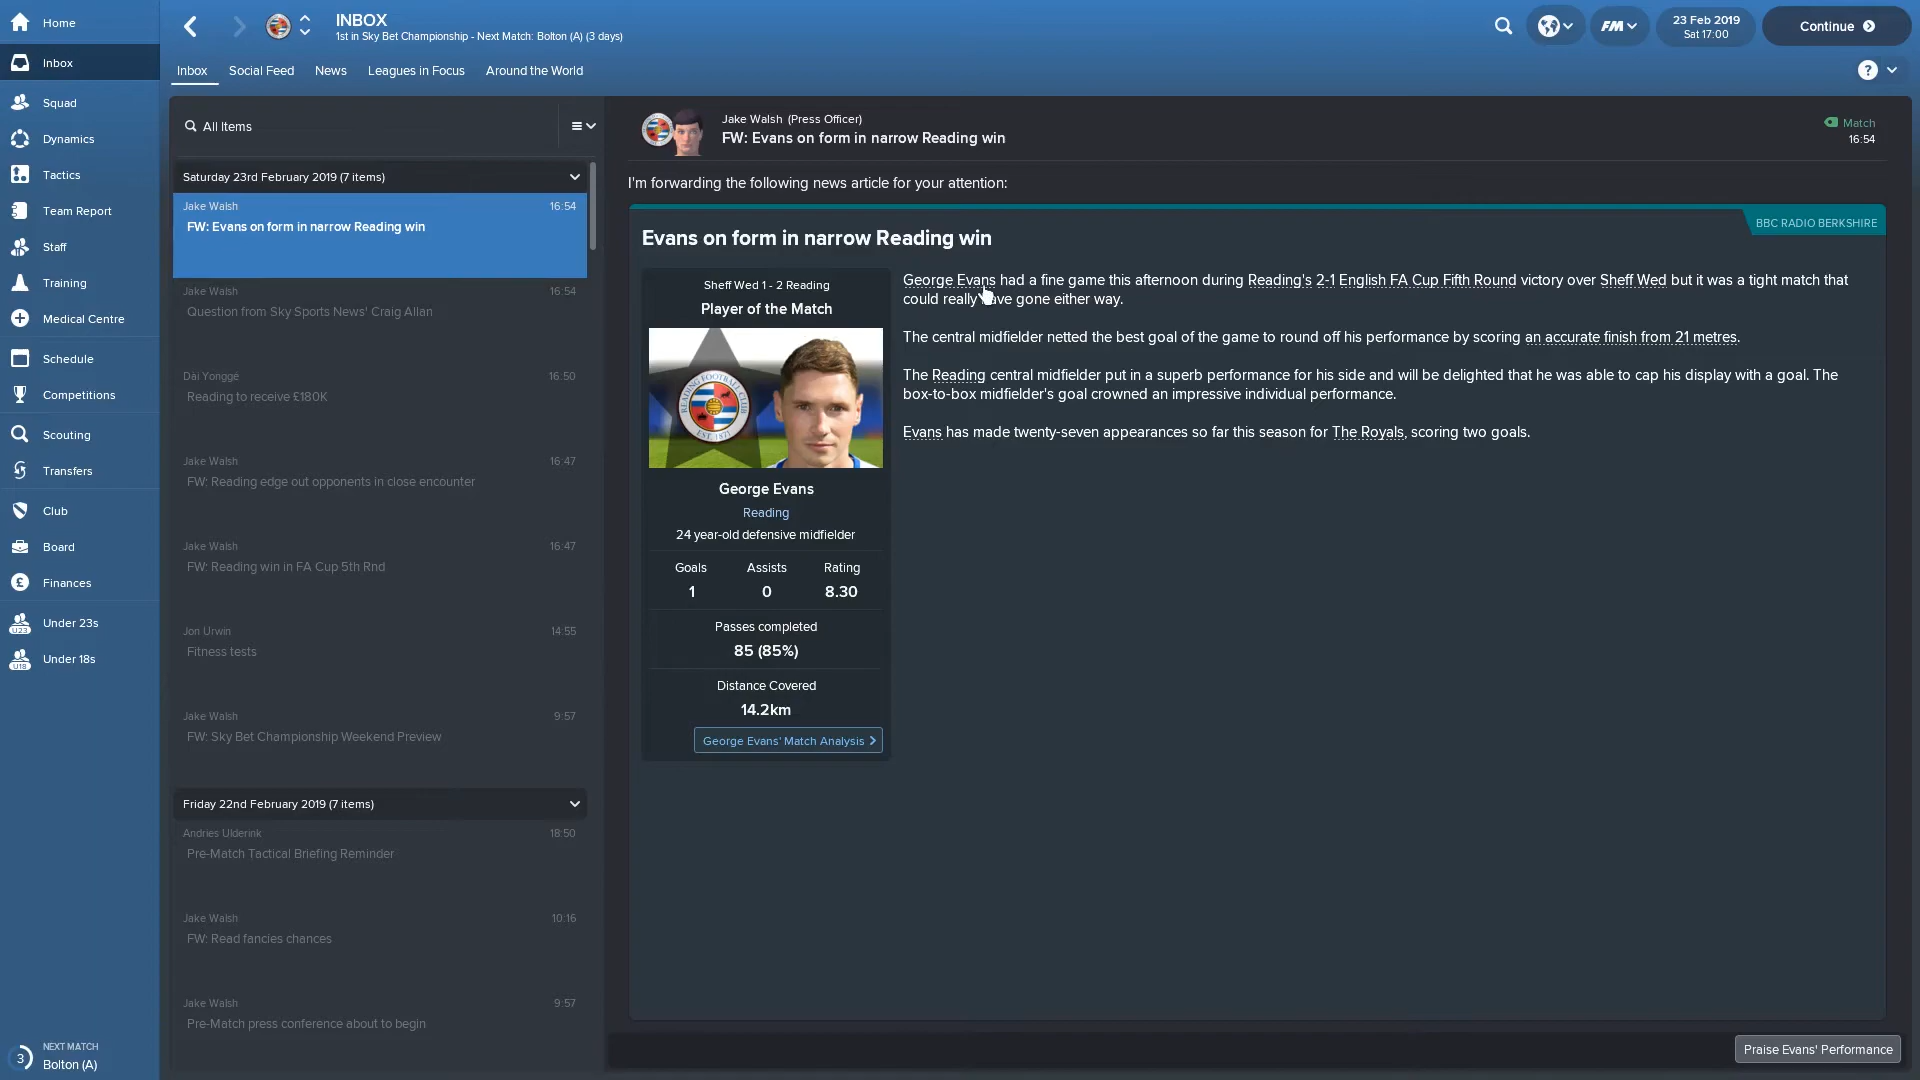 Home
Inbox
Squad
Dynamics
Tactics
Team Report
Staff
Training
Medical Centre
Schedule
Competitions
Scouting
Transfers
Club
Board
Finances
U23
Under 23s
U18
Under 18s
3
NEXT MATCH
Bolton (A)
INBOX
1st in Sky Bet Championship - Next Match: Bolton (A) (3 days)
FM
23 Feb 2019
Sat 17:00
Continue
Inbox Social Feed News Leagues in Focus Around the World
?
All Items
Saturday 23rd February 2019 (7 items)
Jake Walsh 16:54
FW: Evans on form in narrow Reading win
Jake Walsh 16:54
Question from Sky Sports News' Craig Allan
Dai Yonggé 16:50
Reading to receive £180K
Jake Walsh 16:47
FW: Reading edge out opponents in close encounter
Jake Walsh 16:47
FW: Reading win in FA Cup 5th Rnd
Jon Urwin 14:55
Fitness tests
Jake Walsh 9:57
FW: Sky Bet Championship Weekend Preview
Friday 22nd February 2019 (7 items)
Andries Ulderink 18:50
Pre-Match Tactical Briefing Reminder
Jake Walsh 10:16
FW: Read fancies chances
Jake Walsh 9:57
Pre-Match press conference about to begin
Jake Walsh (Press Officer)
FW: Evans on form in narrow Reading win
Match
16:54
I'm forwarding the following news article for your attention:
BBC RADIO BERKSHIRE
Evans on form in narrow Reading win
Sheff Wed 1 - 2 Reading
Player of the Match
READING FOOTBALL CLUB
EST. 1871
George Evans
Reading
24 year-old defensive midfielder
Goals Assists Rating
1 0 8.30
Passes completed
85 (85%)
Distance Covered
14.2km
George Evans' Match Analysis
George Evans had a fine game this afternoon during Reading's 2-1 English FA Cup Fifth Round victory over Sheff Wed but it was a tight match that
could really have gone either way.
The central midfielder netted the best goal of the game to round off his performance by scoring an accurate finish from 21 metres.
The Reading central midfielder put in a superb performance for his side and will be delighted that he was able to cap his display with a goal. The
box-to-box midfielder's goal crowned an impressive individual performance.
Evans has made twenty-seven appearances so far this season for The Royals, scoring two goals.
Praise Evans' Performance